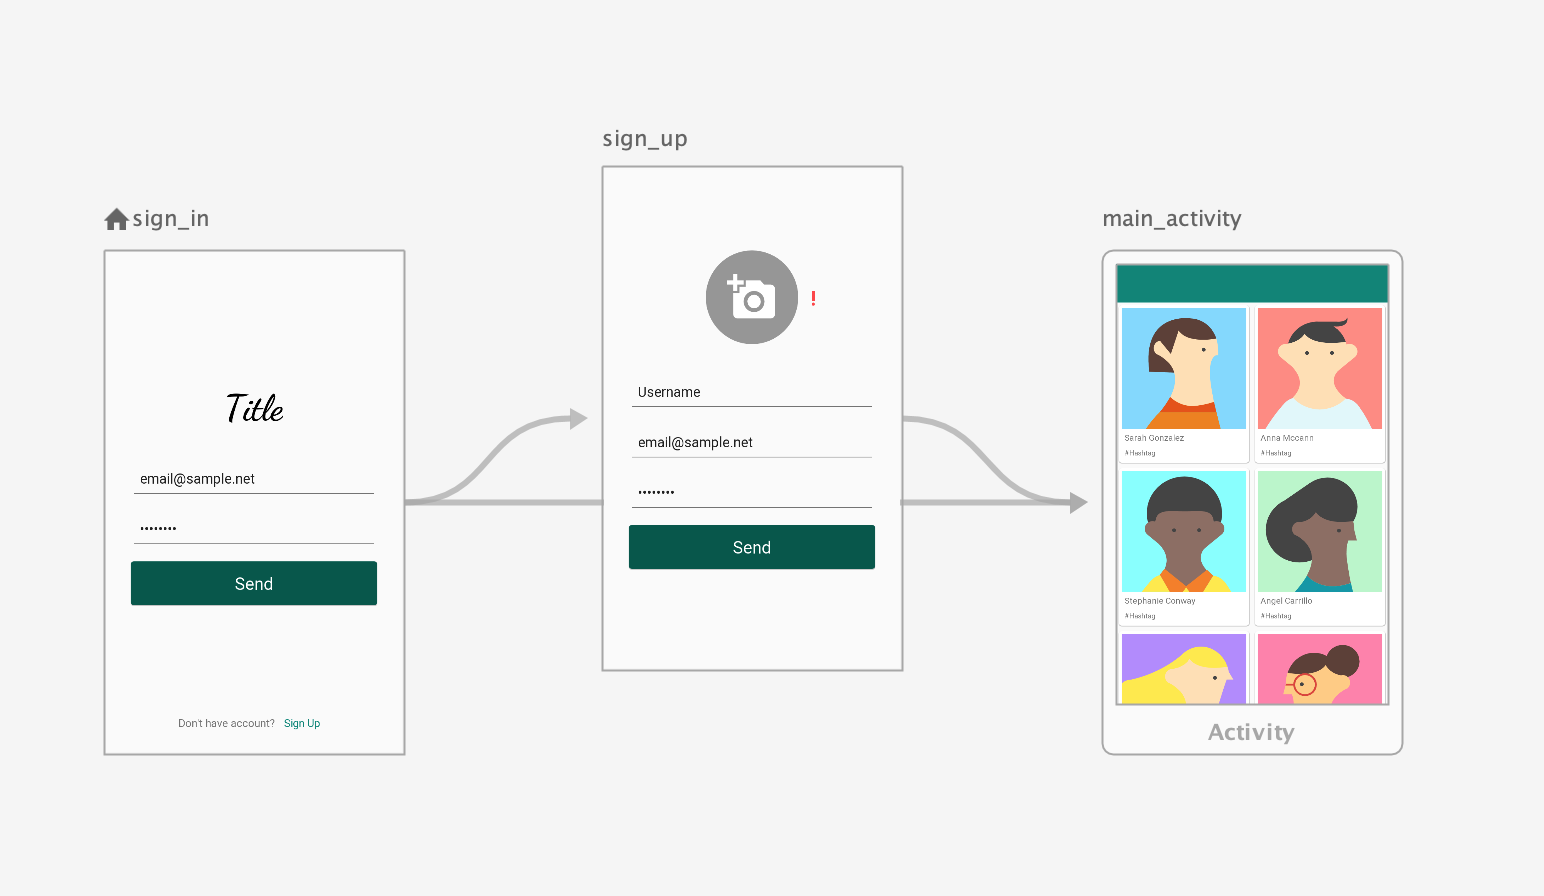 sign_in
Title
email@sample.net
••••••••
Send
Don't have account? Sign Up
sign_up
!
Username
email@sample.net
••••••••
Send
main_activity
Sarah Gonzalez
#Hashtag
Anna Mccann
#Hashtag
Stephanie Conway
#Hashtag
Angel Carrillo
#Hashtag
Activity